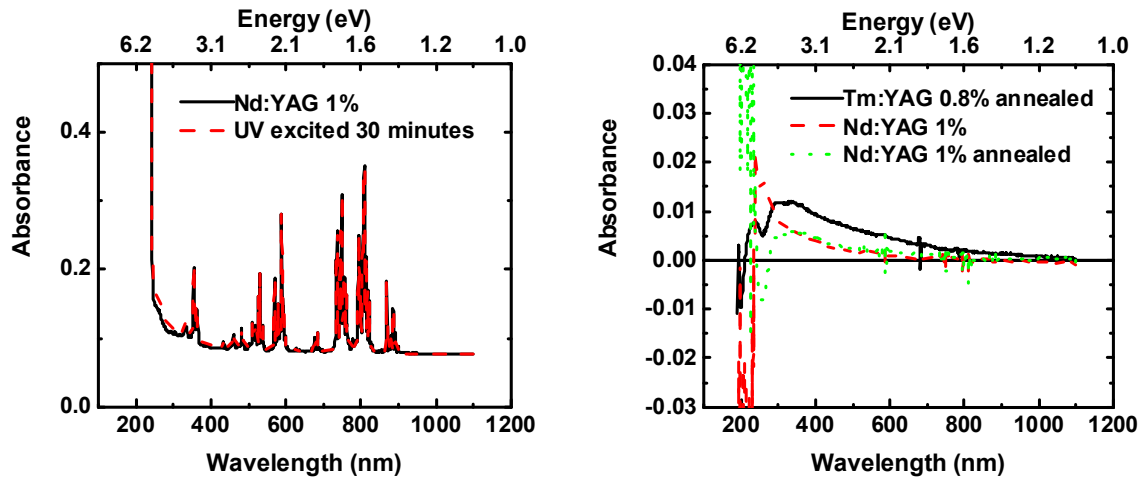 Energy (eV)
6.2 3.1 2.1 1.6 1.2 1.0
Absorbance
0.4
0.2
0.0
Nd:YAG 1%
UV excited 30 minutes
200 400 600 800 1000 1200
Wavelength (nm)
Energy (eV)
6.2 3.1 2.1 1.6 1.2 1.0
Absorbance
0.04
0.03
0.02
0.01
0.00
-0.01
-0.02
-0.03
Tm:YAG 0.8% annealed
Nd:YAG 1%
Nd:YAG 1% annealed
200 400 600 800 1000 1200
Wavelength (nm)